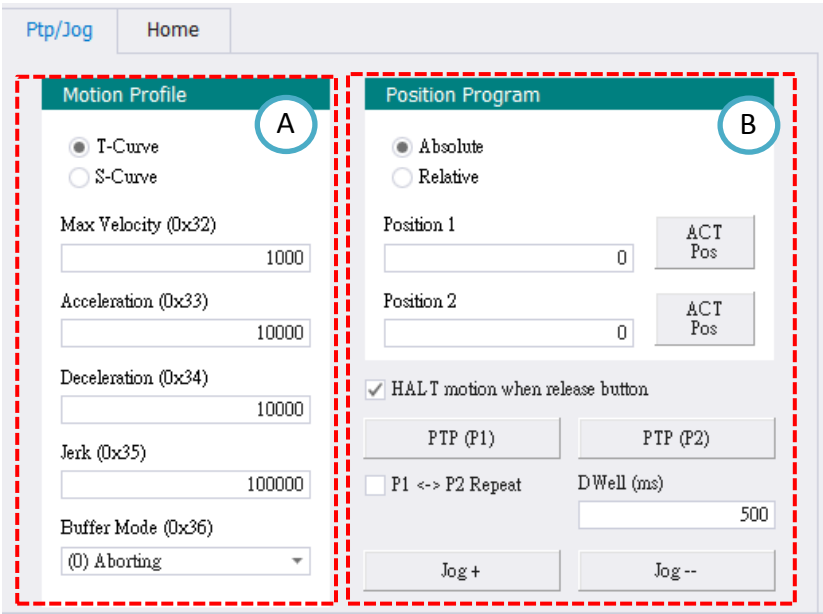 Ptp/Jog
Home
Motion Profile
A
T-Curve
S-Curve
Max Velocity (0x32)
1000
Acceleration (0x33)
10000
Deceleration (0x34)
10000
Jerk (0x35)
100000
Buffer Mode (0x36)
(0) Aborting
Position Program
B
Absolute
Relative
Position 1
0
ACT
Pos
Position 2
0
ACT
Pos
HALT motion when release button
PTP (P1)
PTP (P2)
P1 <-> P2 Repeat
DWell (ms)
500
Jog +
Jog --